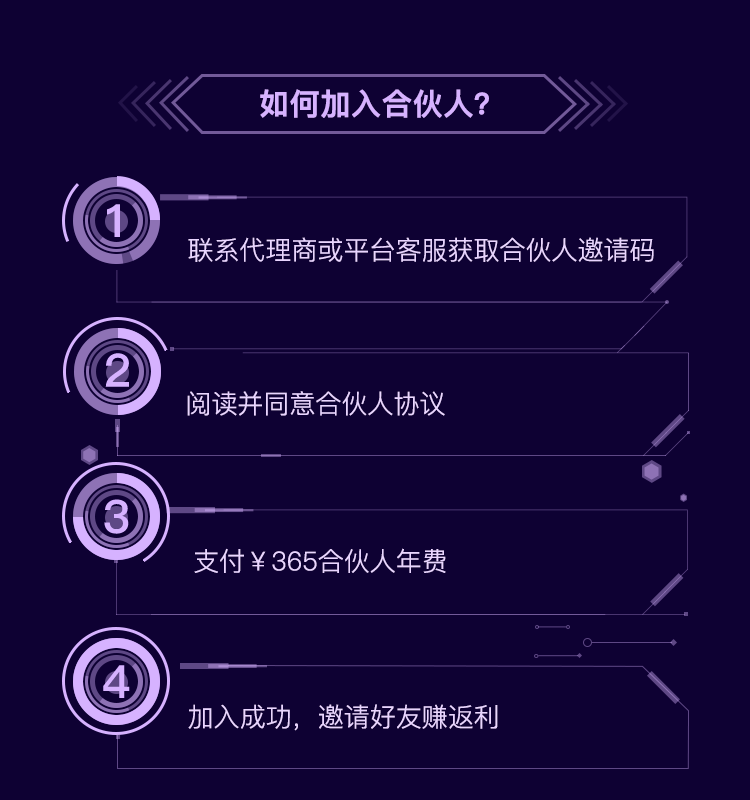 如何加入合伙人?
1
联系代理商或平台客服获取合伙人邀请码
2
阅读并同意合伙人协议
3
支付￥365合伙人年费
4
加入成功，邀请好友赚返利